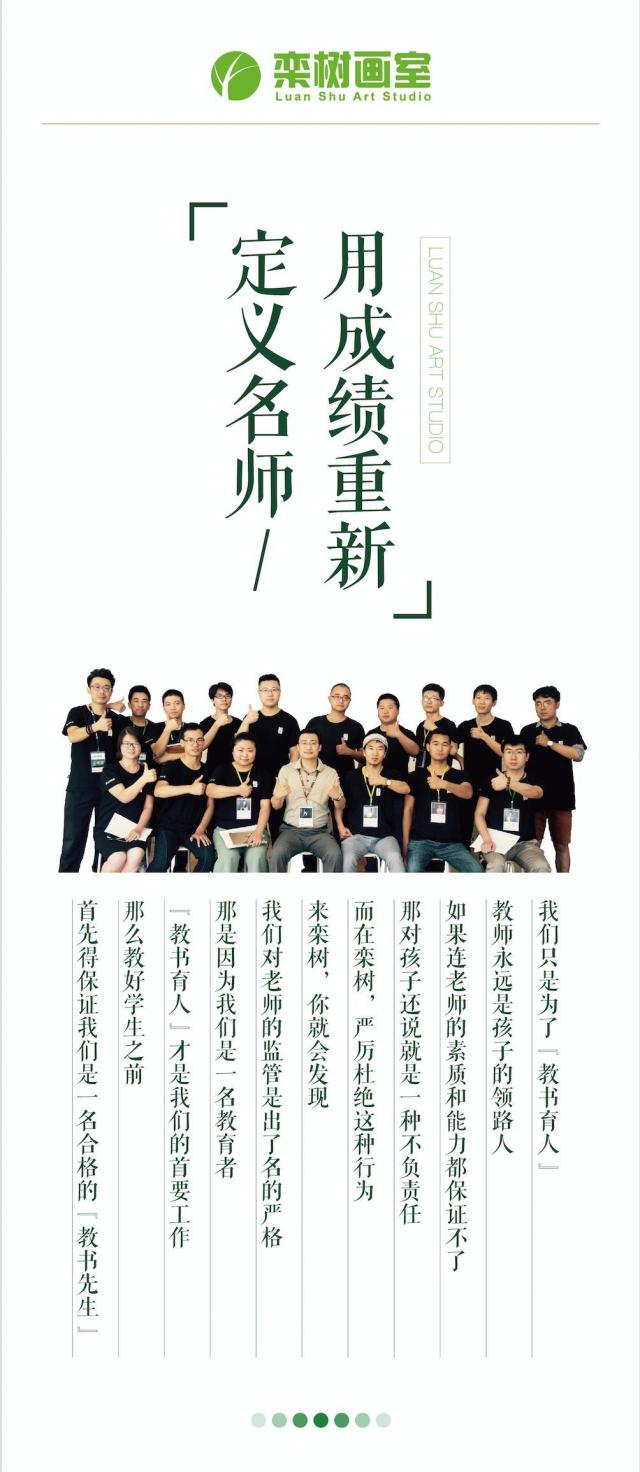 栾树画室
Luan Shu Art Studio
LUAN SHU ART STUDIO
用成绩重新
定义名师/
我们只是为了『教书育人』
教师永远是孩子的领路人
如果连老师的素质和能力都保证不了
那对孩子还说就是一种不负责任
而在栾树，严厉杜绝这种行为
来栾树，你就会发现
我们对老师的监管是出了名的严格
那是因为我们是一名教育者
『教书育人』才是我们的首要工作
那么教好学生之前
首先得保证我们是一名合格的『教书先生』